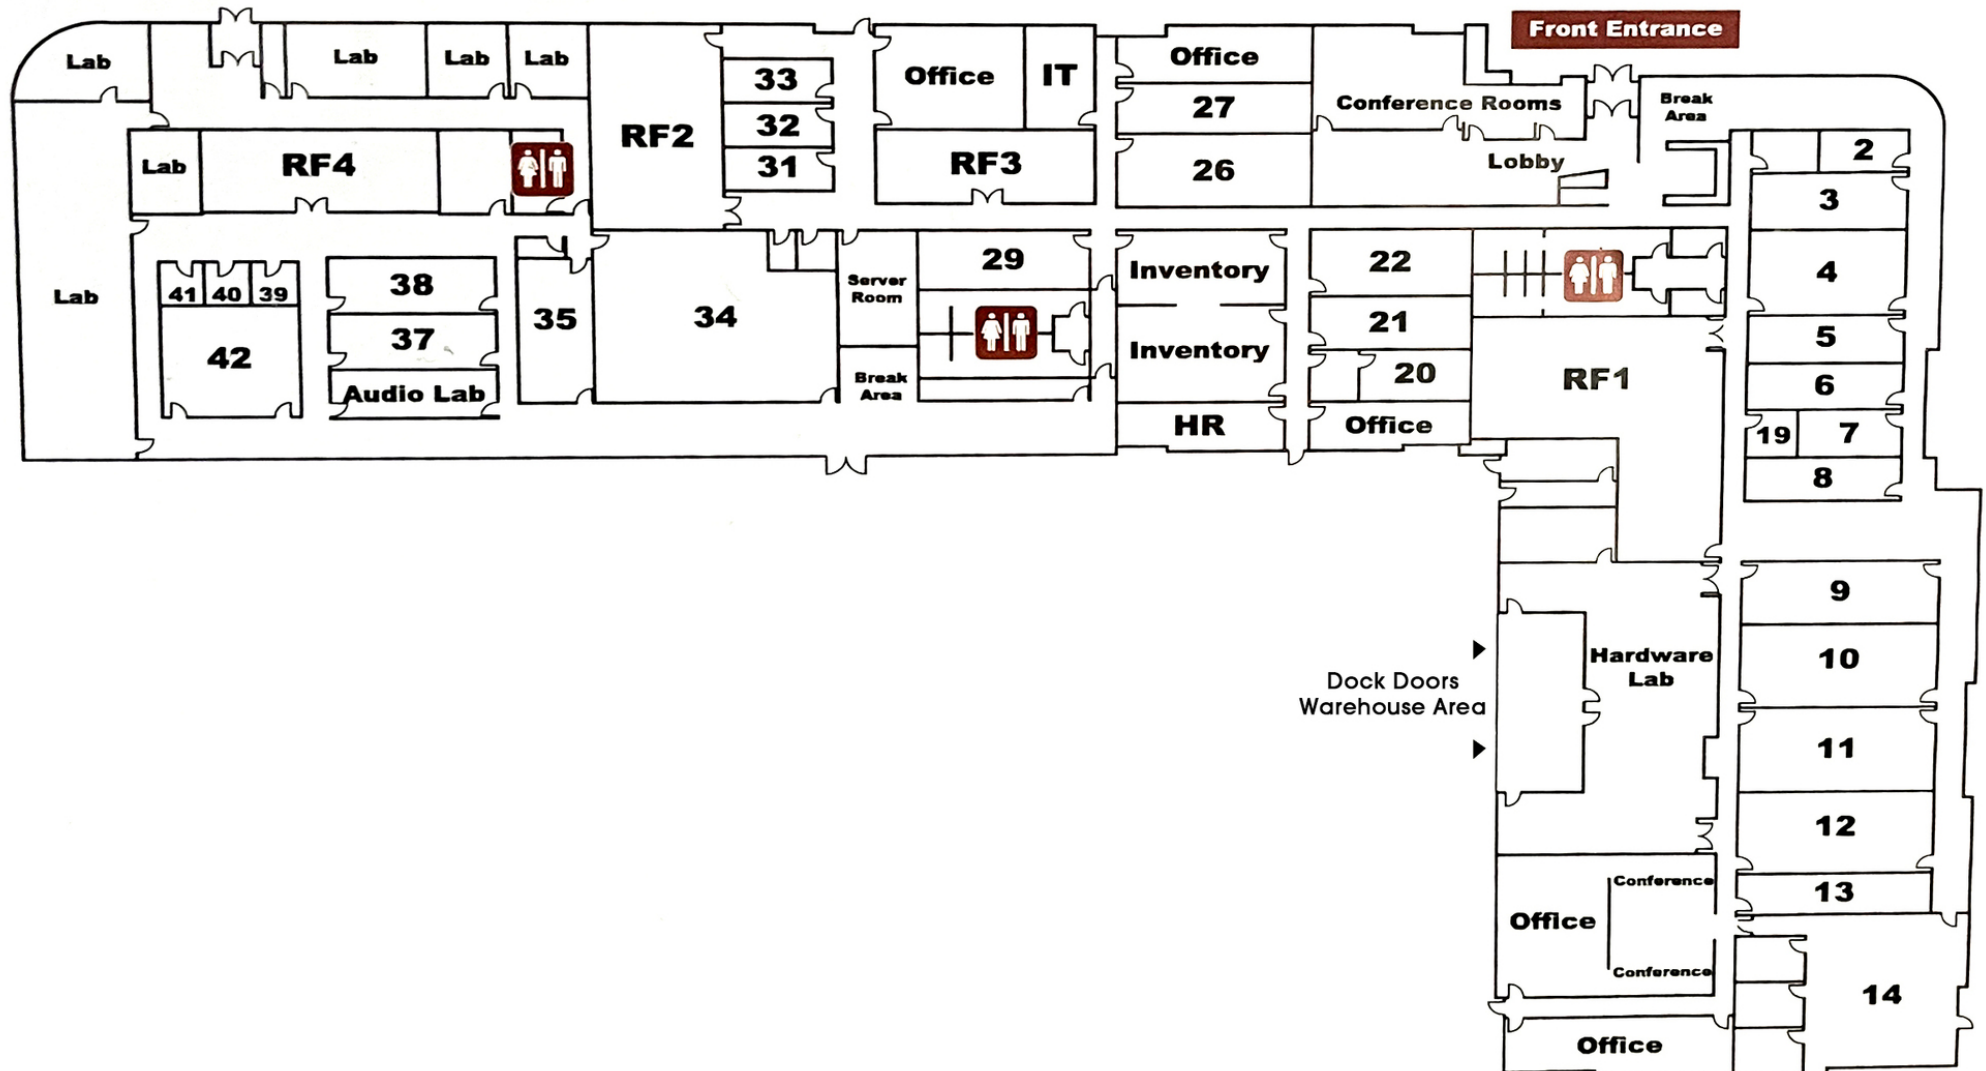 Front Entrance
Lab
Lab
Lab
Lab
33
Office
IT
Office
27
Conference Rooms
Break
Area
RF2
32
Lab
RF4
31
RF3
26
Lobby
2
3
Lab
41
40
39
38
35
34
Server
Room
29
Inventory
22
4
42
37
Audio Lab
Break
Area
Inventory
21
20
RF1
5
6
HR
Office
19
7
8
9
Hardware
Lab
10
Dock Doors
Warehouse Area
11
12
Conference
13
Office
Conference
14
Office